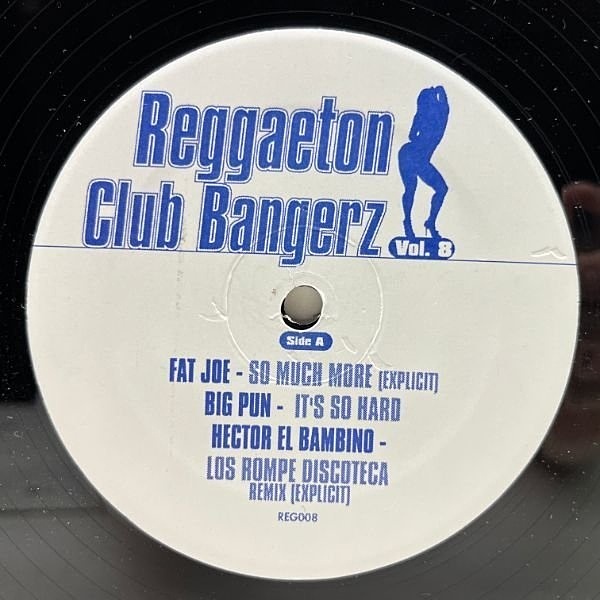 Reggaeton
Club Bangerz
Vol. 8
Side A
FAT JOE - SO MUCH MORE (EXPLICIT)
BIG PUN - IT'S SO HARD
HECTOR EL BAMBINO -
LOS ROMPE DISCOTECA
REMIX (EXPLICIT)
REG008